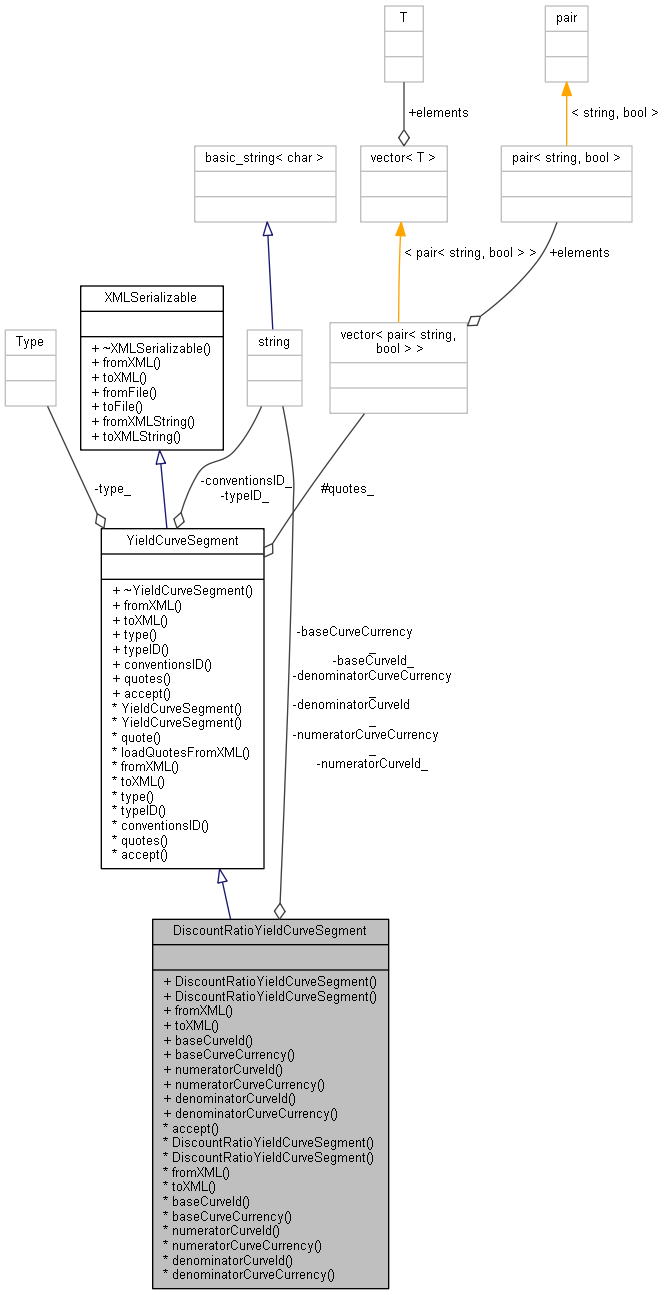 T
pair
+elements
< string, bool >
basic_string< char >
vector< T >
pair< string, bool >
< pair< string, bool > >
+elements
XMLSerializable
+ ~XMLSerializable()
+ fromXML()
+ toXML()
+ fromFile()
+ toFile()
+ fromXMLString()
+ toXMLString()
Type
string
vector< pair< string,
bool > >
-type_
-conventionsID_
-typeID_
#quotes_
YieldCurveSegment
+ ~YieldCurveSegment()
+ fromXML()
+ toXML()
+ type()
+ typeID()
+ conventionsID()
+ quotes()
+ accept()
* YieldCurveSegment()
* YieldCurveSegment()
* quote()
* loadQuotesFromXML()
* fromXML()
* toXML()
* type()
* typeID()
* conventionsID()
* quotes()
* accept()
-baseCurveCurrency
_
-baseCurveId_
-denominatorCurveCurrency
_
-denominatorCurveId
_
-numeratorCurveCurrency
_
-numeratorCurveId_
DiscountRatioYieldCurveSegment
+ DiscountRatioYieldCurveSegment()
+ DiscountRatioYieldCurveSegment()
+ fromXML()
+ toXML()
+ baseCurveId()
+ baseCurveCurrency()
+ numeratorCurveId()
+ numeratorCurveCurrency()
+ denominatorCurveId()
+ denominatorCurveCurrency()
* accept()
* DiscountRatioYieldCurveSegment()
* DiscountRatioYieldCurveSegment()
* fromXML()
* toXML()
* baseCurveId()
* baseCurveCurrency()
* numeratorCurveId()
* numeratorCurveCurrency()
* denominatorCurveId()
* denominatorCurveCurrency()